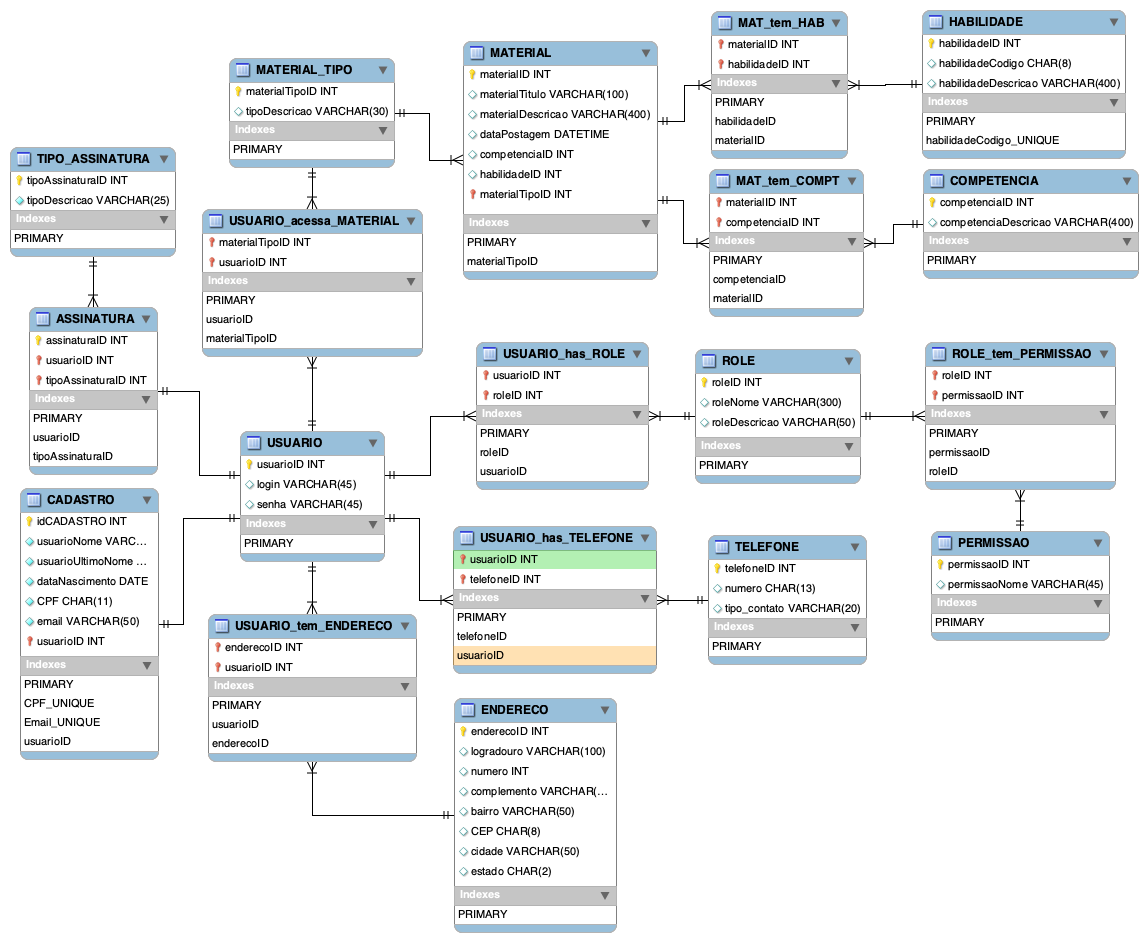 MAT_tem_HAB
materialID INT
habilidadeID INT
Indexes
PRIMARY
habilidadeID
materialID
HABILIDADE
habilidadeID INT
habilidadeCodigo CHAR(8)
habilidadeDescricao VARCHAR(400)
Indexes
PRIMARY
habilidadeCodigo_UNIQUE
MATERIAL
materialID INT
materialTitulo VARCHAR(100)
materialDescricao VARCHAR(400)
dataPostagem DATETIME
competenciaID INT
habilidadeID INT
materialTipoID INT
Indexes
PRIMARY
materialTipoID
MATERIAL_TIPO
materialTipoID INT
tipoDescricao VARCHAR(30)
Indexes
PRIMARY
TIPO_ASSINATURA
tipoAssinaturaID INT
tipoDescricao VARCHAR(25)
Indexes
PRIMARY
USUARIO_acessa_MATERIAL
materialTipoID INT
usuarioID INT
Indexes
PRIMARY
usuarioID
materialTipoID
MAT_tem_COMPT
materialID INT
competenciaID INT
Indexes
PRIMARY
competenciaID
materialID
COMPETENCIA
competenciaID INT
competenciaDescricao VARCHAR(400)
Indexes
PRIMARY
ASSINATURA
assinaturaID INT
usuarioID INT
tipoAssinaturaID INT
Indexes
PRIMARY
usuarioID
tipoAssinaturaID
USUARIO_has_ROLE
usuarioID INT
roleID INT
Indexes
PRIMARY
roleID
usuarioID
ROLE
roleID INT
roleNome VARCHAR(300)
roleDescricao VARCHAR(50)
Indexes
PRIMARY
ROLE_tem_PERMISSAO
roleID INT
permissaoID INT
Indexes
PRIMARY
permissaoID
roleID
USUARIO
usuarioID INT
login VARCHAR(45)
senha VARCHAR(45)
Indexes
PRIMARY
CADASTRO
idCADASTRO INT
usuarioNome VARC...
usuarioUltimoNome ...
dataNascimento DATE
CPF CHAR(11)
email VARCHAR(50)
usuarioID INT
Indexes
PRIMARY
CPF_UNIQUE
Email_UNIQUE
usuarioID
USUARIO_has_TELEFONE
usuarioID INT
telefoneID INT
Indexes
PRIMARY
telefoneID
usuarioID
TELEFONE
telefoneID INT
numero CHAR(13)
tipo_contato VARCHAR(20)
Indexes
PRIMARY
PERMISSAO
permissaoID INT
permissaoNome VARCHAR(45)
Indexes
PRIMARY
USUARIO_tem_ENDERECO
enderecoID INT
usuarioID INT
Indexes
PRIMARY
usuarioID
enderecoID
ENDERECO
enderecoID INT
logradouro VARCHAR(100)
numero INT
complemento VARCHAR(...
bairro VARCHAR(50)
CEP CHAR(8)
cidade VARCHAR(50)
estado CHAR(2)
Indexes
PRIMARY